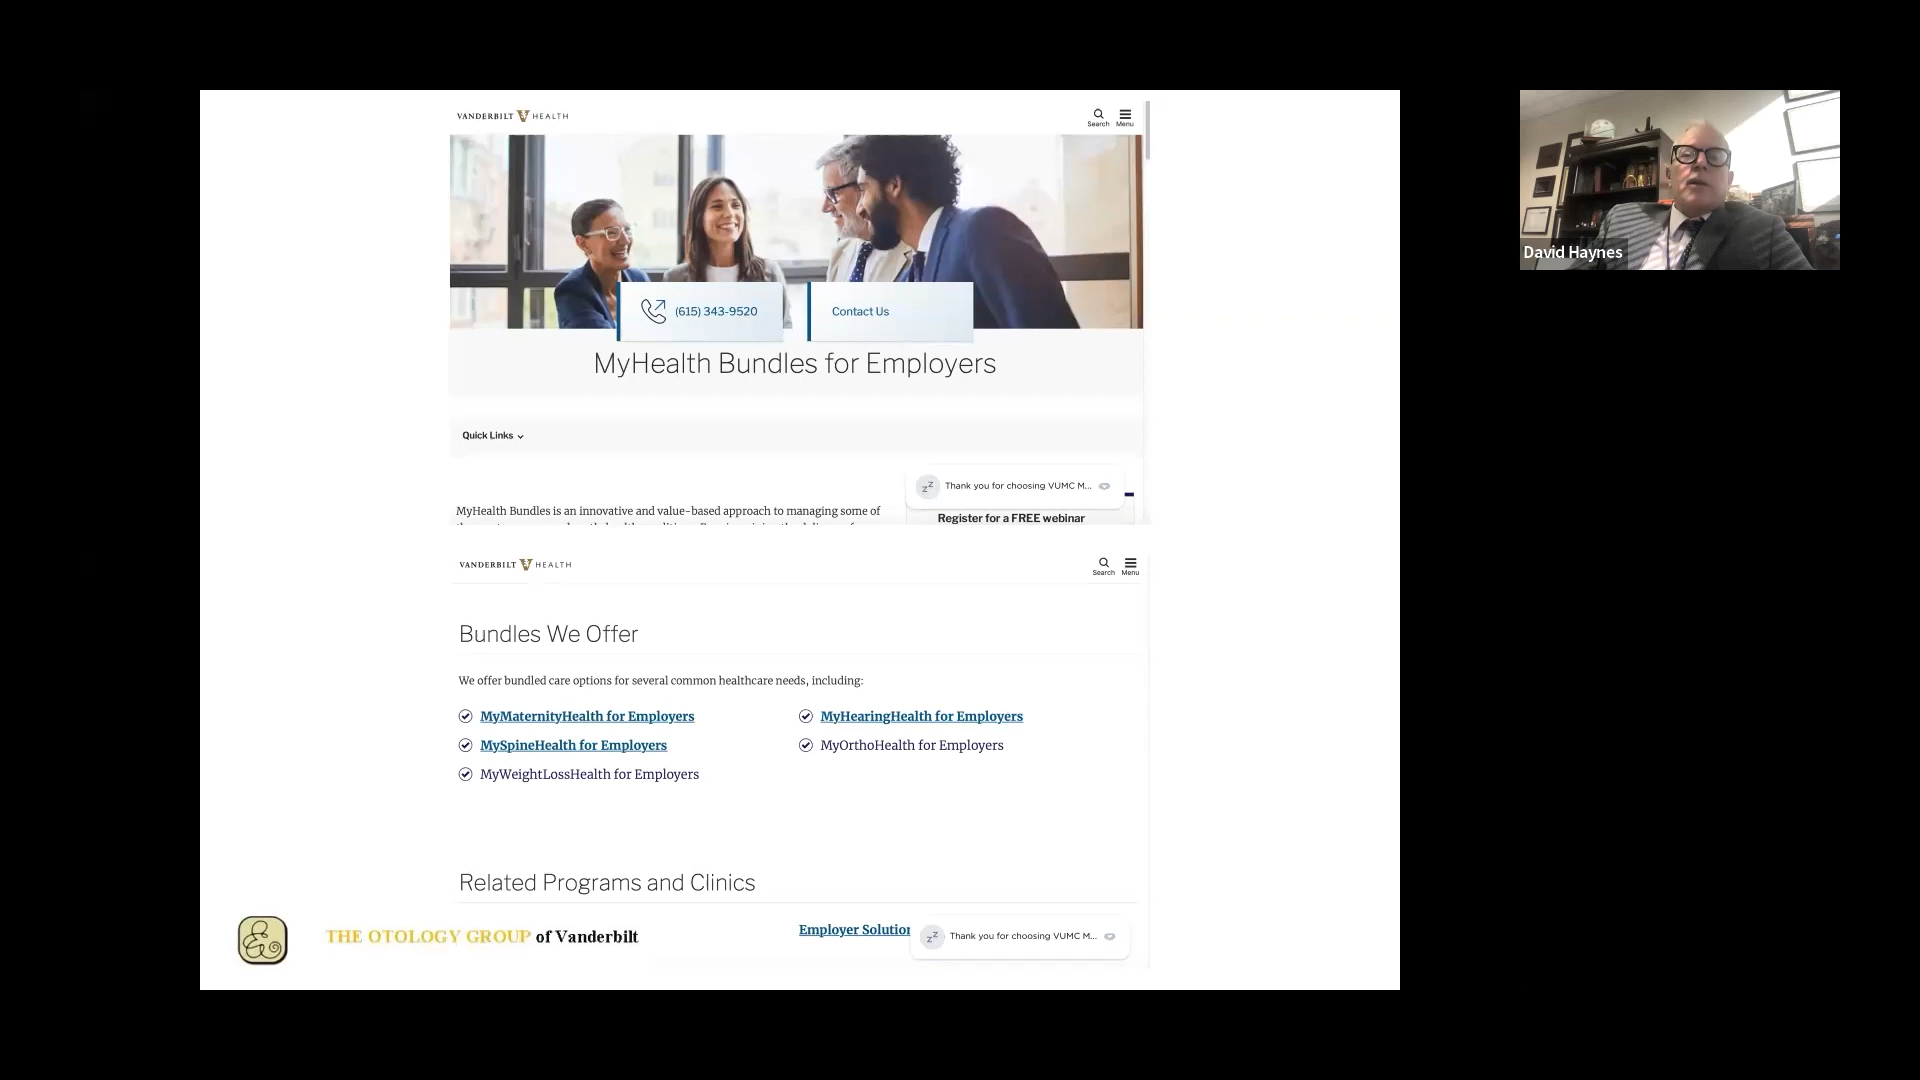 VANDERBILT V HEALTH
Search
Menu
(615) 343-9520
Contact Us
MyHealth Bundles for Employers
Quick Links
zz Thank you for choosing VUMC M...
MyHealth Bundles is an innovative and value-based approach to managing some of
Register for a FREE webinar
VANDERBILT V HEALTH
Search
Menu
Bundles We Offer
We offer bundled care options for several common healthcare needs, including:
MyMaternityHealth for Employers
MyHearingHealth for Employers
MySpineHealth for Employers
MyOrthoHealth for Employers
MyWeightLossHealth for Employers
Related Programs and Clinics
Employer Solution
zz Thank you for choosing VUMC M...
THE OTOLOGY GROUP of Vanderbilt
David Haynes